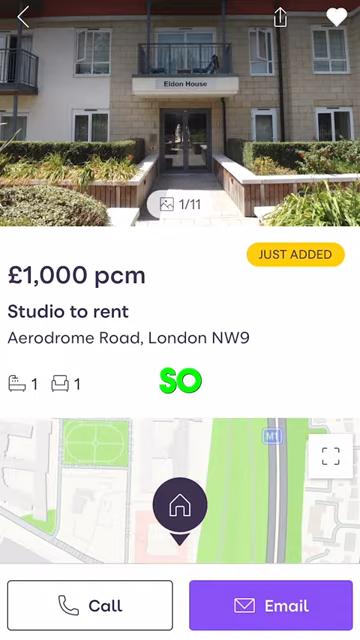 Eldon House
1/11
JUST ADDED
£1,000 pcm
Studio to rent
Aerodrome Road, London NW9
1 1
SO
M1
Call
Email